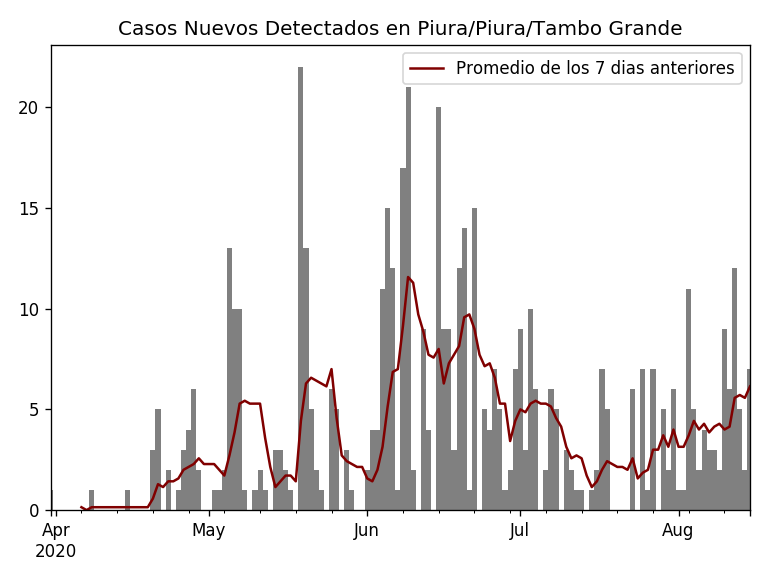 Casos Nuevos Detectados en Piura/Piura/Tambo Grande
Promedio de los 7 dias anteriores
20
15
10
5
0
Apr May Jun Jul Aug
2020